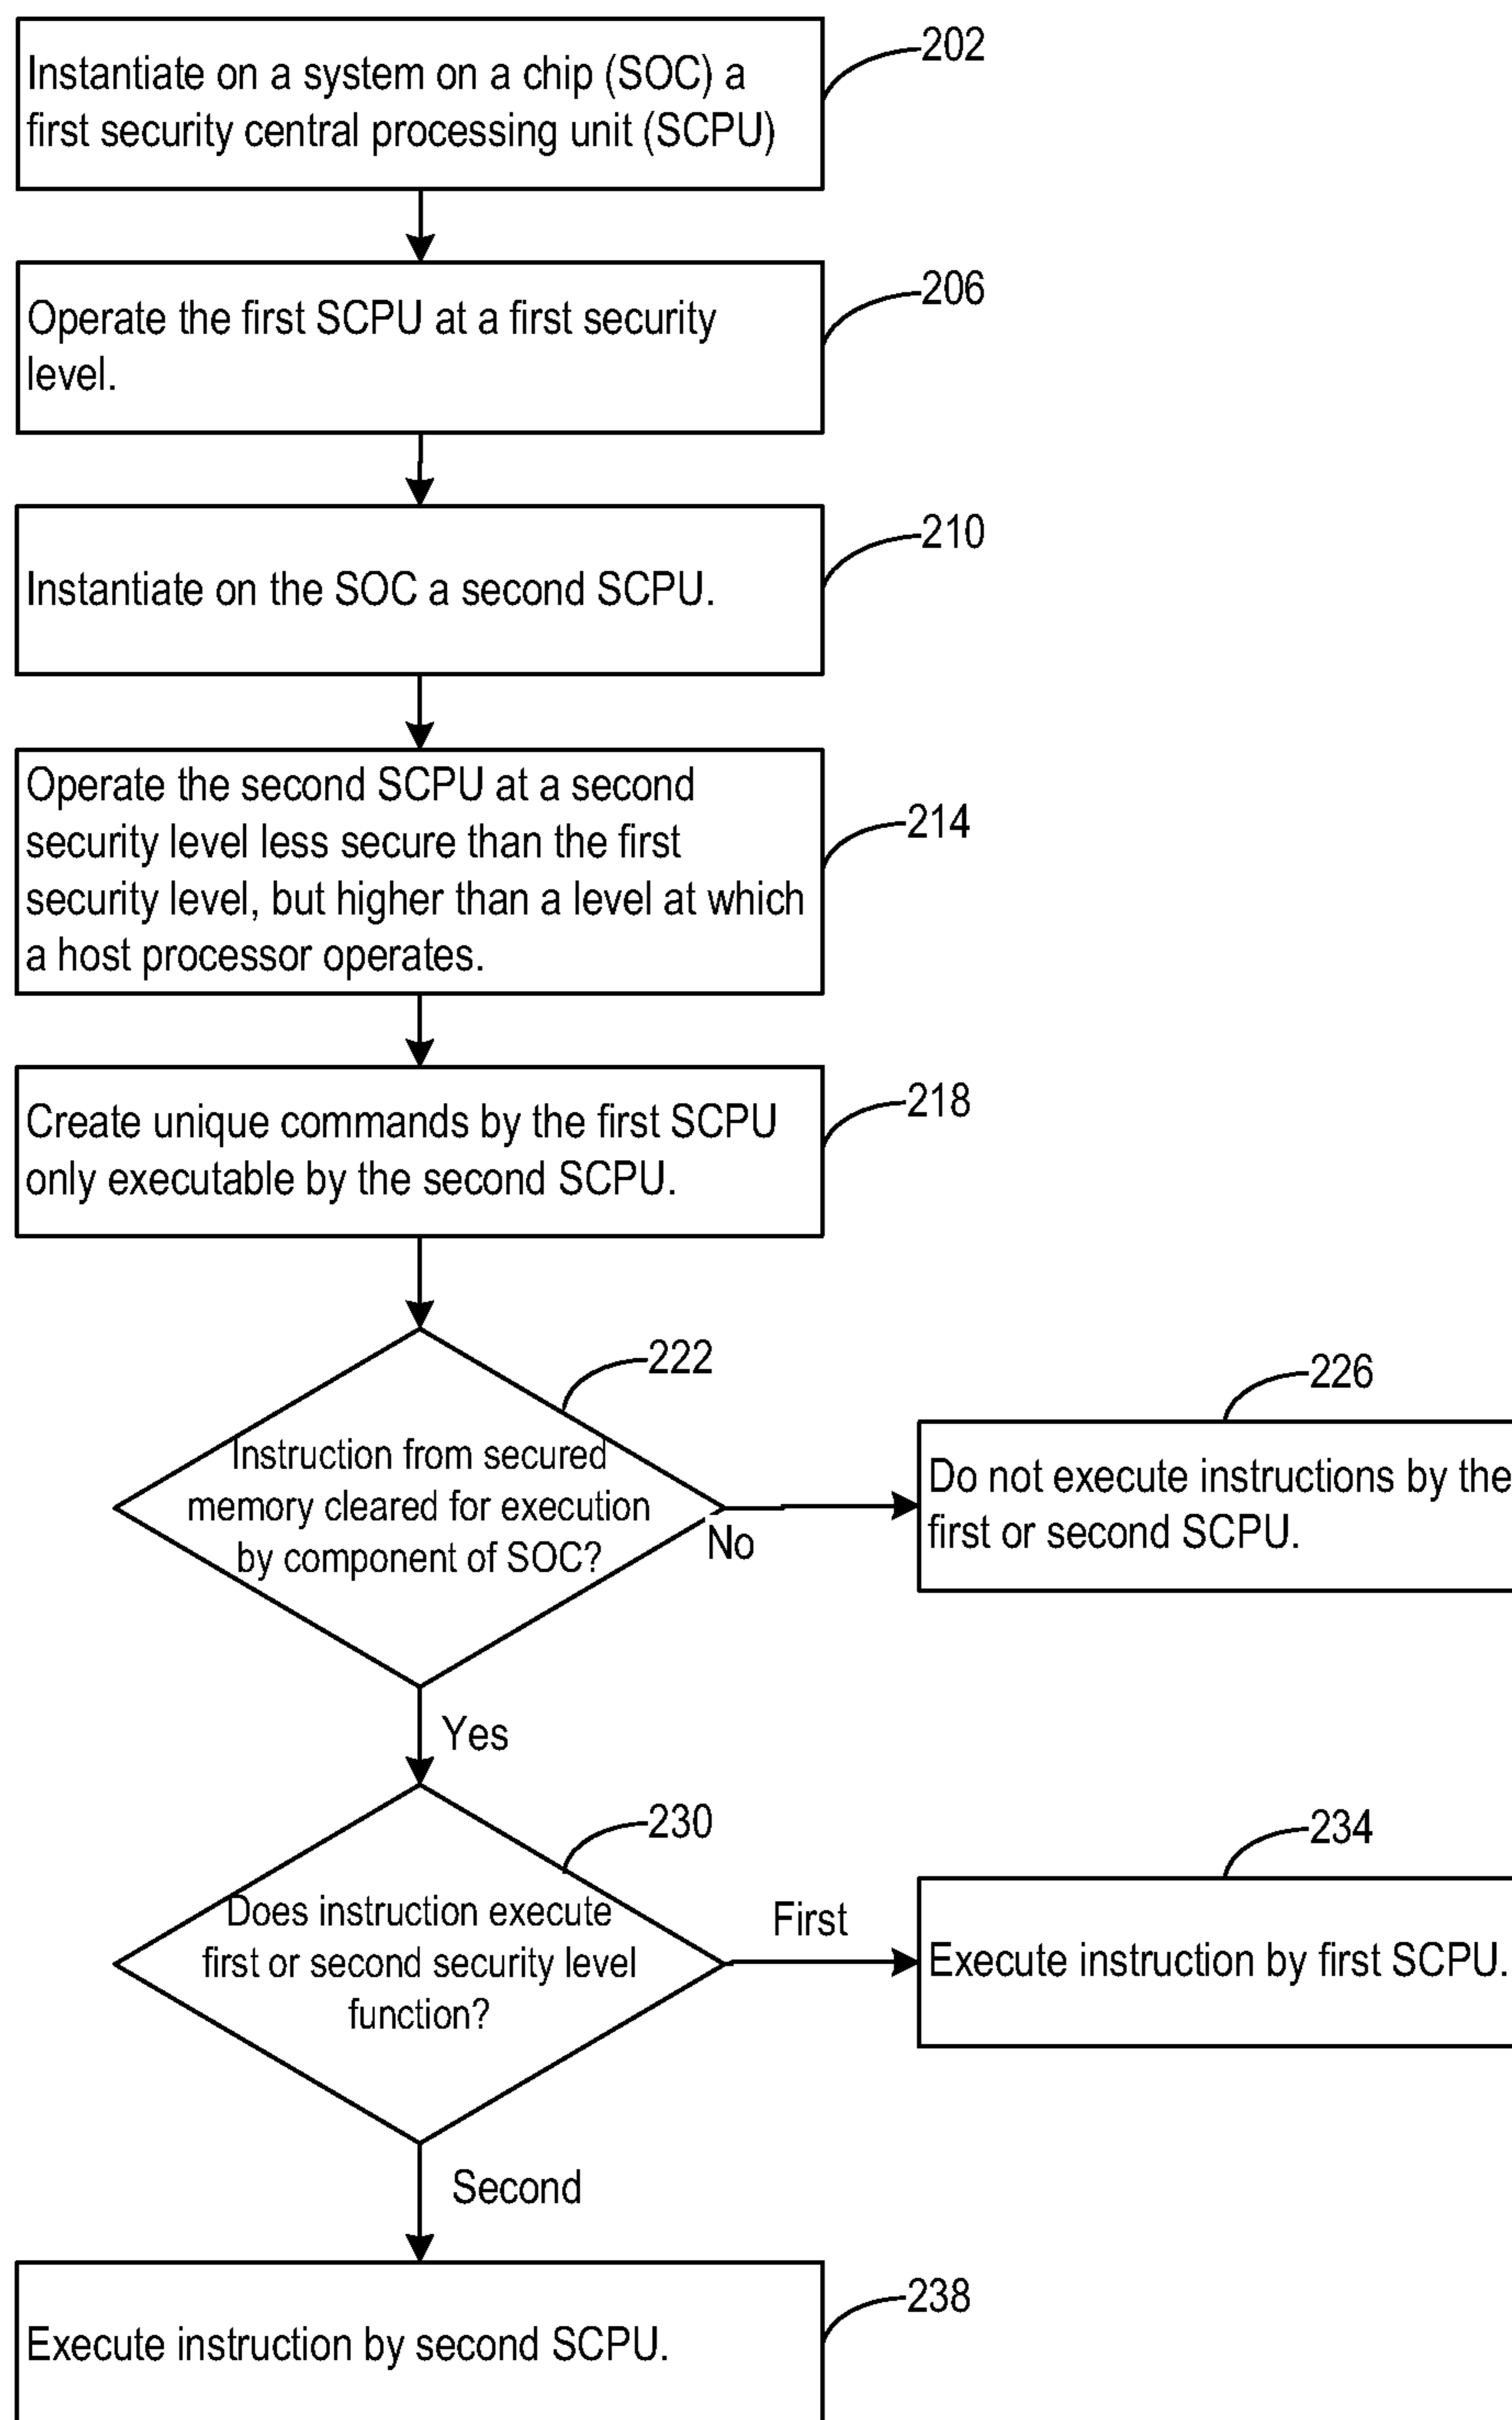 Instantiate on a system on a chip (SOC) a
first security central processing unit (SCPU)
202
Operate the first SCPU at a first security
level.
206
Instantiate on the SOC a second SCPU.
210
Operate the second SCPU at a second
security level less secure than the first
security level, but higher than a level at which
a host processor operates.
214
Create unique commands by the first SCPU
only executable by the second SCPU.
218
222
Instruction from secured
memory cleared for execution
by component of SOC?
No
226
Do not execute instructions by the
first or second SCPU.
Yes
230
Does instruction execute
first or second security level
function?
First
234
Execute instruction by first SCPU.
Second
Execute instruction by second SCPU.
238